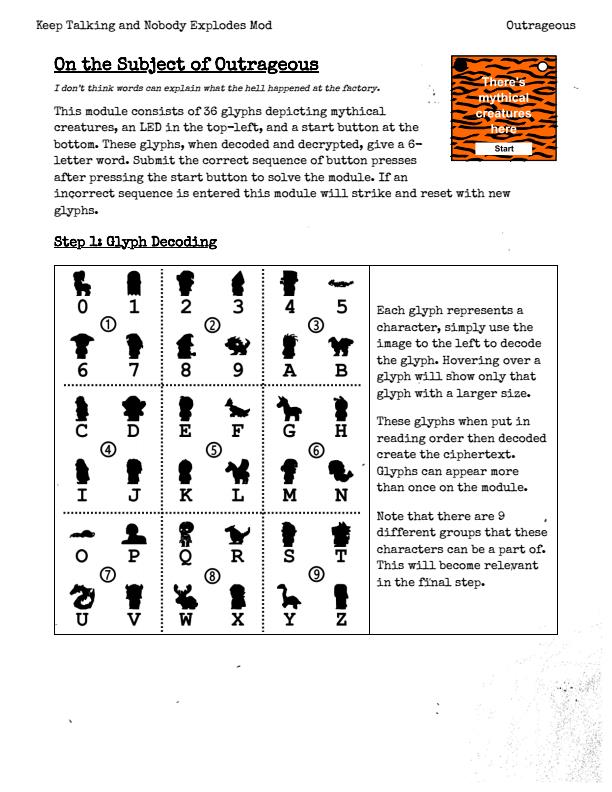 Keep Talking and Nobody Explodes Mod
Outrageous
On the Subject of Outrageous
I don't think words can explain what the hell happened at the factory.
This module consists of 36 glyphs depicting mythical
creatures, an LED in the top-left, and a start button at the
bottom. These glyphs, when decoded and decrypted, give a 6-
letter word. Submit the correct sequence of button presses
after pressing the start button to solve the module. If an
incorrect sequence is entered this module will strike and reset with new
glyphs.
There's
mythical
creatures
here
Start
Step 1: Glyph Decoding
0 1 2 3 4 5
① ② ③
6 7 8 9 A B
C D E F G H
④ ⑤ ⑥
I J K L M N
O P Q R S T
⑦ ⑧ ⑨
U V W X Y Z
Each glyph represents a
character, simply use the
image to the left to decode
the glyph. Hovering over a
glyph will show only that
glyph with a larger size.
These glyphs when put in
reading order then decoded
create the ciphertext.
Glyphs can appear more
than once on the module.
Note that there are 9
different groups that these
characters can be a part of.
This will become relevant
in the final step.